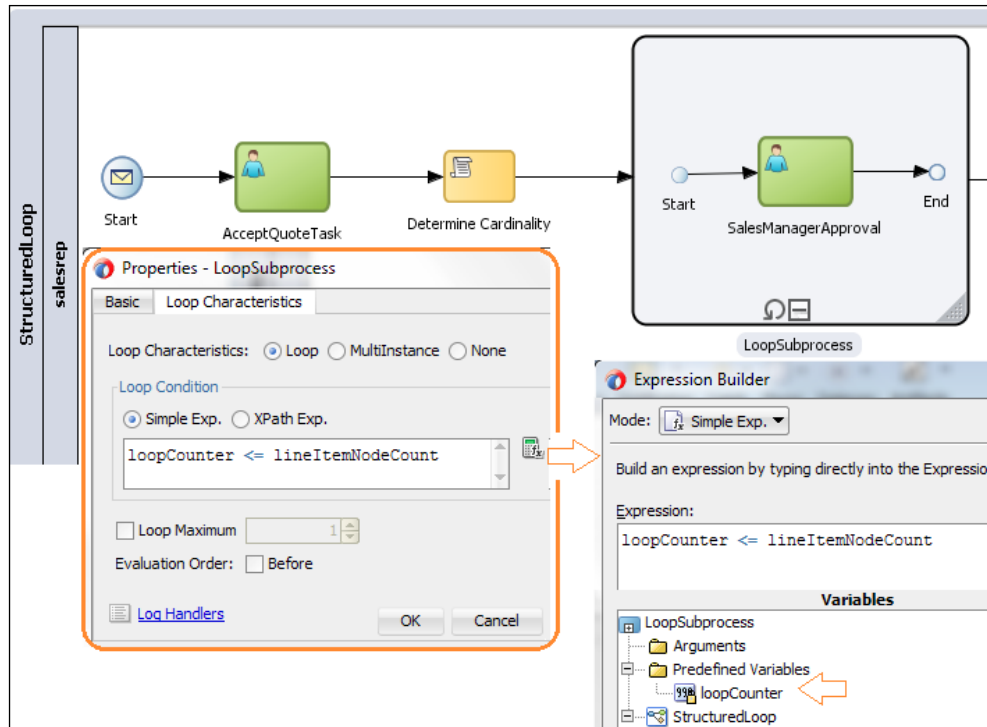 StructuredLoop
salesrep
Start
AcceptQuoteTask
Determine Cardinality
Start
SalesManagerApproval
End
LoopSubprocess
Properties - LoopSubprocess
Basic Loop Characteristics
Loop Characteristics: Loop MultiInstance None
Loop Condition
Simple Exp. XPath Exp.
loopCounter <= lineItemNodeCount
Loop Maximum 1
Evaluation Order: Before
Log Handlers
OK Cancel
Expression Builder
Mode: Simple Exp.
Build an expression by typing directly into the Expressio
Expression:
loopCounter <= lineItemNodeCount
Variables
LoopSubprocess
Arguments
Predefined Variables
loopCounter
StructuredLoop